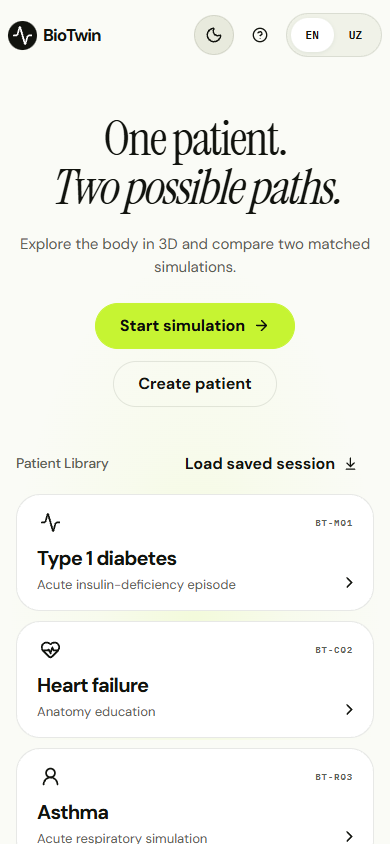 BioTwin
EN UZ
One patient.
Two possible paths.
Explore the body in 3D and compare two matched
simulations.
Start simulation →
Create patient
Patient Library Load saved session
BT-M01
Type 1 diabetes
Acute insulin-deficiency episode
BT-C02
Heart failure
Anatomy education
BT-R03
Asthma
Acute respiratory simulation